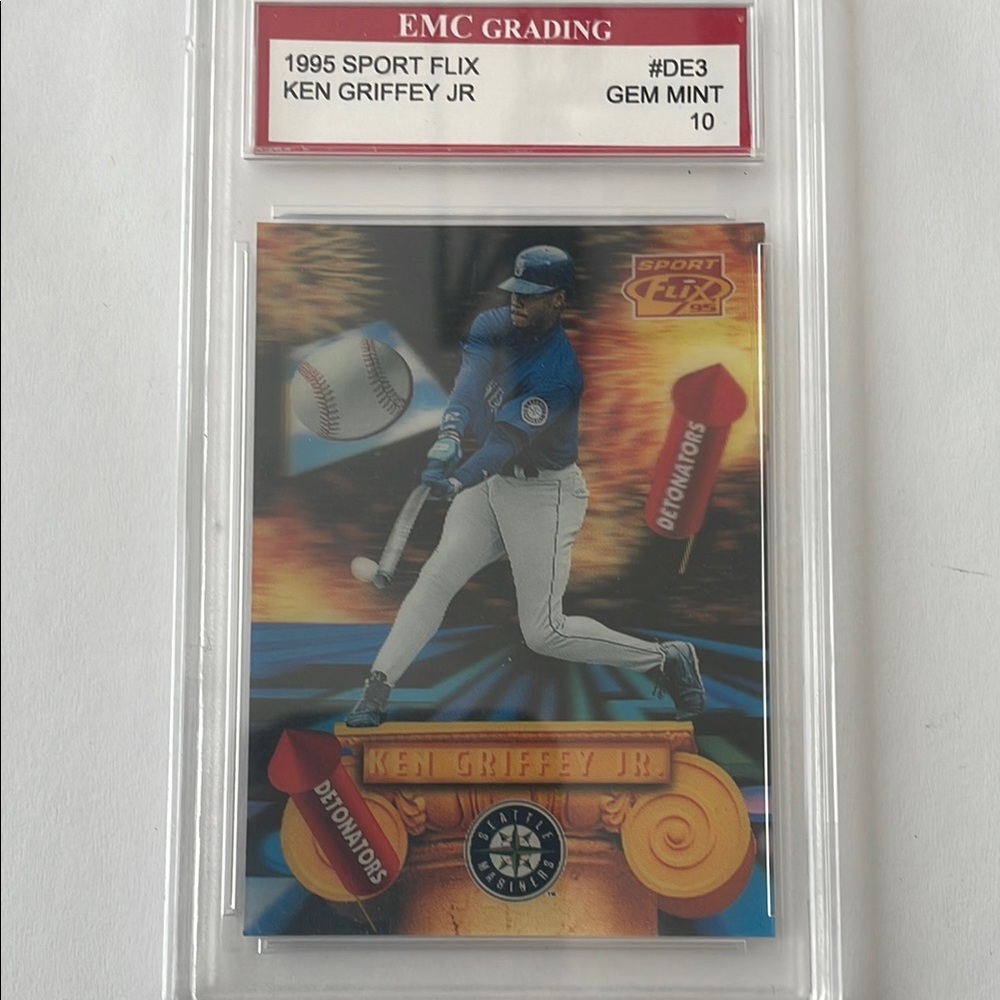 EMC GRADING
1995 SPORT FLIX #DE3
KEN GRIFFEY JR GEM MINT
10
SPORT
FLIX
95
DETONATORS
KEN GRIFFEY JR.
DETONATORS
SEATTLE
MARINERS
TM